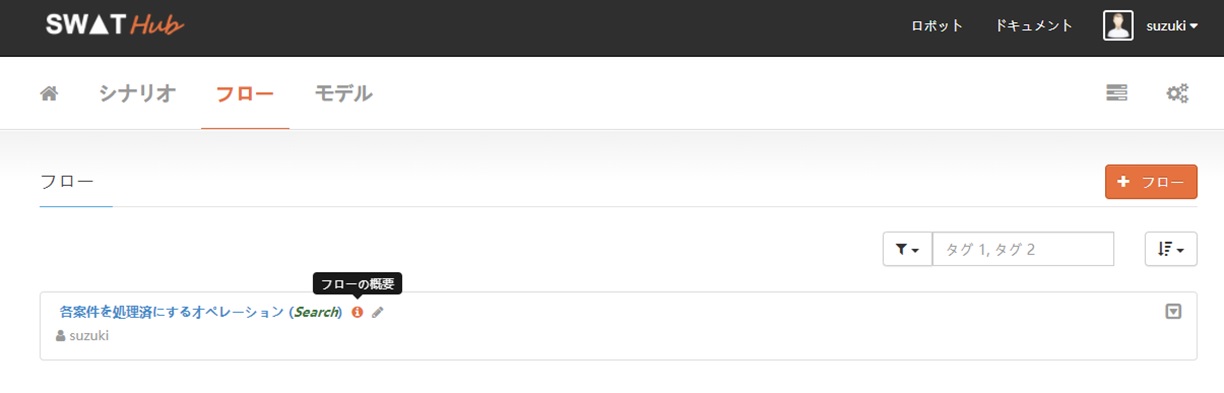 SWAT Hub
ロボット ドキュメント suzuki
シナリオ フロー モデル
フロー
フロー
タグ 1, タグ 2
フローの概要
各案件を処理済にするオペレーション (Search)
suzuki